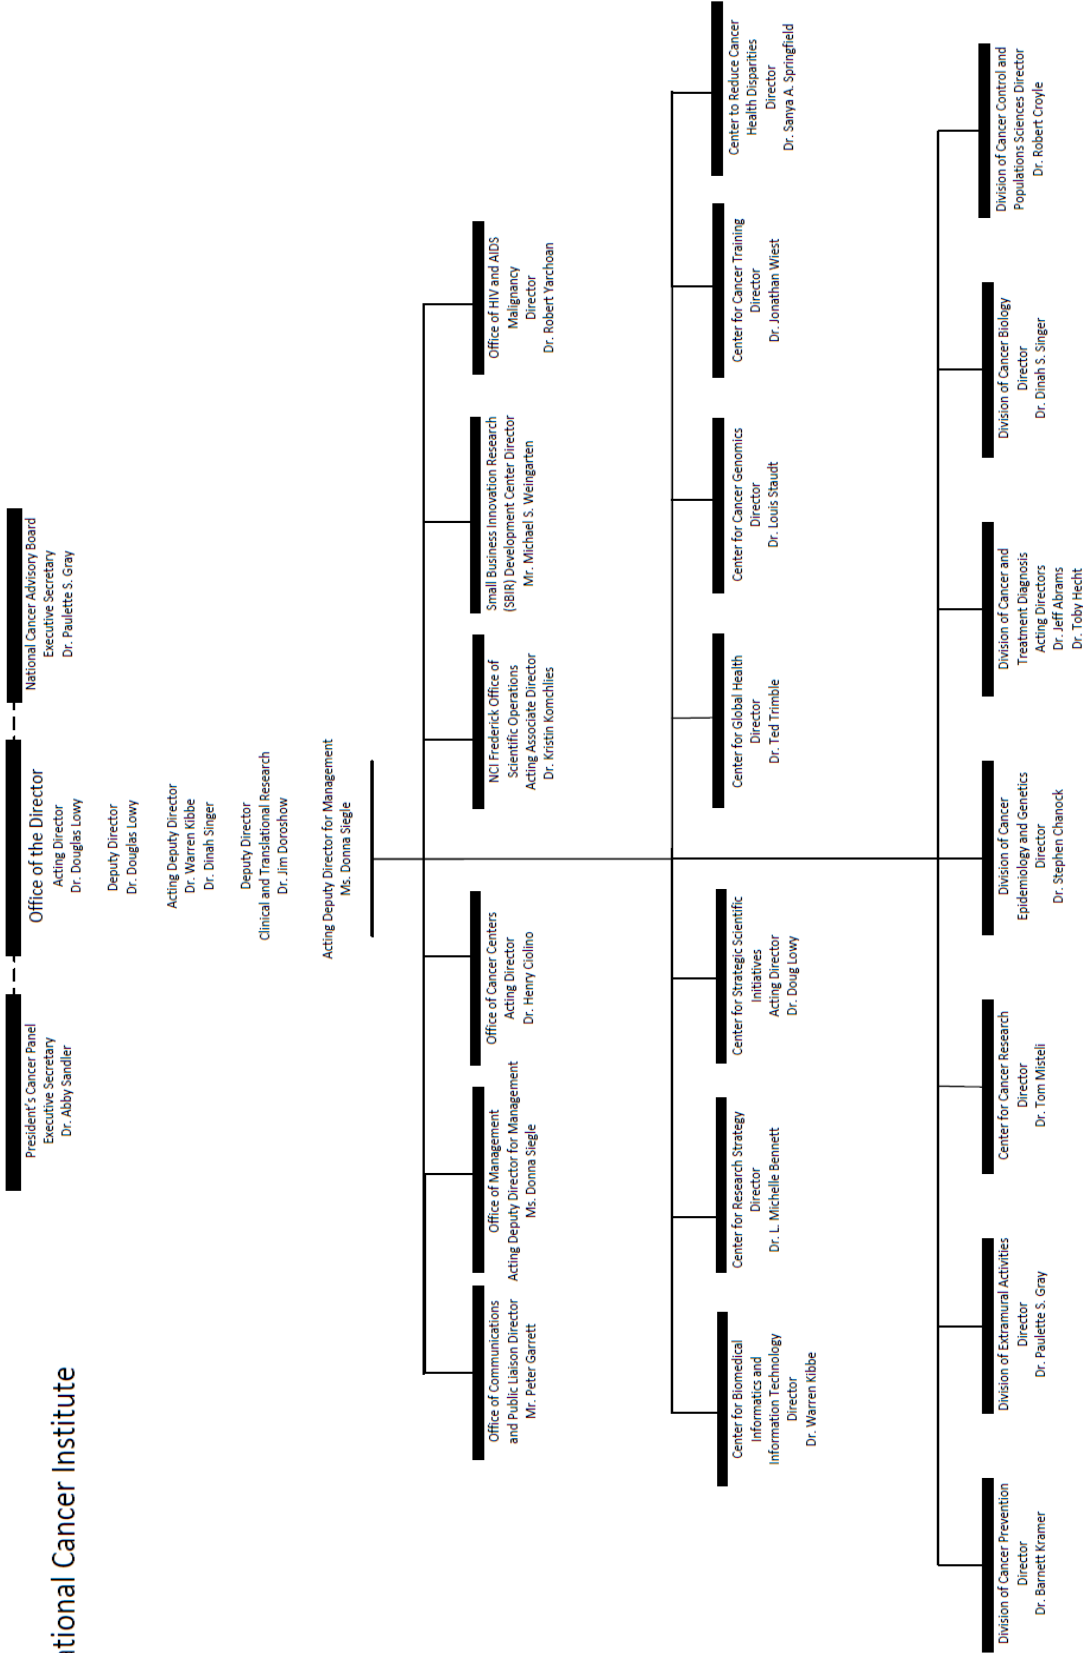 ational Cancer Institute
President's Cancer Panel
Executive Secretary
Dr. Abby Sandler
Office of the Director
Acting Director
Dr. Douglas Lowy
Deputy Director
Dr. Douglas Lowy
Acting Deputy Director
Dr. Warren Kibbe
Dr. Dinah Singer
Deputy Director
Clinical and Translational Research
Dr. Jim Doroshow
Acting Deputy Director for Management
Ms. Donna Siegle
National Cancer Advisory Board
Executive Secretary
Dr. Paulette S. Gray
Office of Communications
and Public Liaison Director
Mr. Peter Garrett
Office of Management
Acting Deputy Director for Management
Ms. Donna Siegle
Office of Cancer Centers
Acting Director
Dr. Henry Ciolino
NCI Frederick Office of
Scientific Operations
Acting Associate Director
Dr. Kristin Komchlies
Small Business Innovation Research
(SBIR) Development Center Director
Mr. Michael S. Weingarten
Office of HIV and AIDS
Malignancy
Director
Dr. Robert Yarchoan
Center for Biomedical
Informatics and
Information Technology
Director
Dr. Warren Kibbe
Center for Research Strategy
Director
Dr. L. Michelle Bennett
Center for Strategic Scientific
Initiatives
Acting Director
Dr. Doug Lowy
Center for Global Health
Director
Dr. Ted Trimble
Center for Cancer Genomics
Director
Dr. Louis Staudt
Center for Cancer Training
Director
Dr. Jonathan Wiest
Center to Reduce Cancer
Health Disparities
Director
Dr. Sanya A. Springfield
Division of Cancer Prevention
Director
Dr. Barnett Kramer
Division of Extramural Activities
Director
Dr. Paulette S. Gray
Center for Cancer Research
Director
Dr. Tom Misteli
Division of Cancer
Epidemiology and Genetics
Director
Dr. Stephen Chanock
Division of Cancer and
Treatment Diagnosis
Acting Directors
Dr. Jeff Abrams
Dr. Toby Hecht
Division of Cancer Biology
Director
Dr. Dinah S. Singer
Division of Cancer Control and
Populations Sciences Director
Dr. Robert Croyle